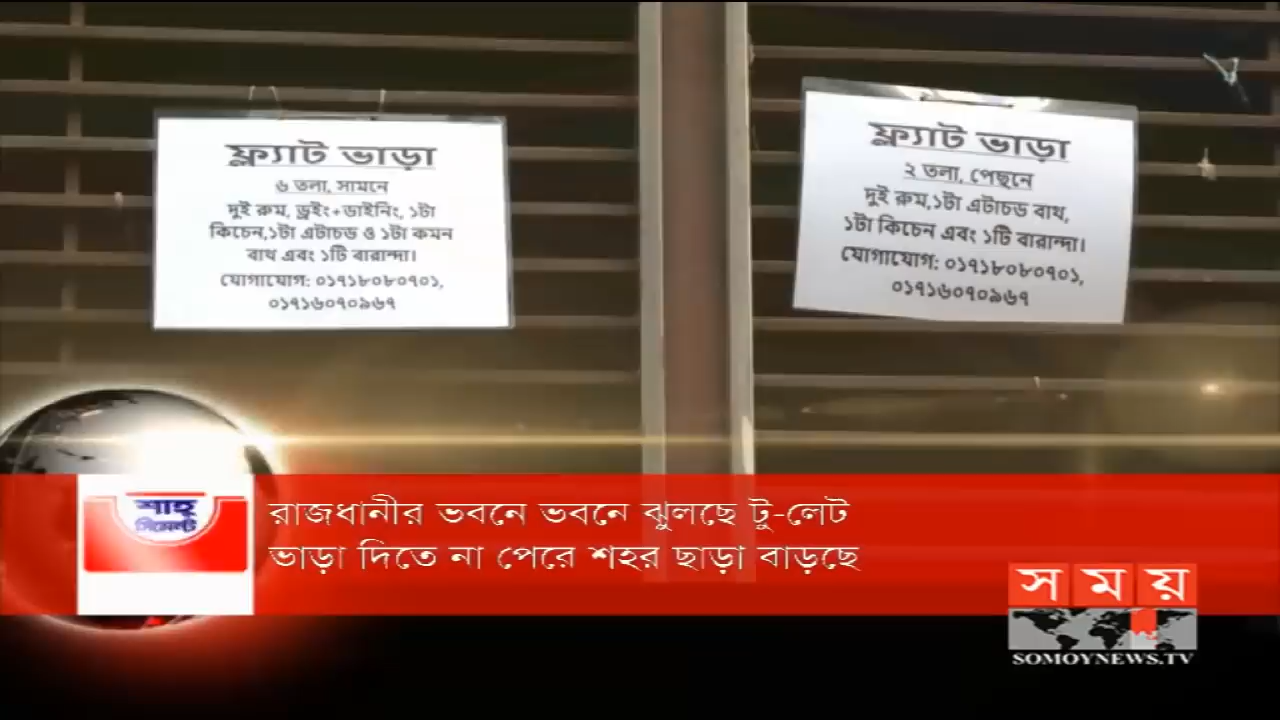 ফ্ল্যাট ভাড়া
৬ তলা, সামনে
দুই রুম, ড্রইং+ডাইনিং, ১টা
কিচেন,১টা এটাচড ও ১টা কমন
বাথ এবং ১টি বারান্দা।
যোগাযোগ: ০১৭১৮০৮০৭০১,
০১৭১৬০৭০৯৬৭
ফ্ল্যাট ভাড়া
২ তলা, পেছনে
দুই রুম,১টা এটাচড বাথ,
১টা কিচেন এবং ১টি বারান্দা।
যোগাযোগ: ০১৭১৮০৮০৭০১,
০১৭১৬০৭০৯৬৭
শাহ্
সিমেন্ট
রাজধানীর ভবনে ভবনে ঝুলছে টু-লেট
ভাড়া দিতে না পেরে শহর ছাড়া বাড়ছে
সময়
SOMOYNEWS.TV